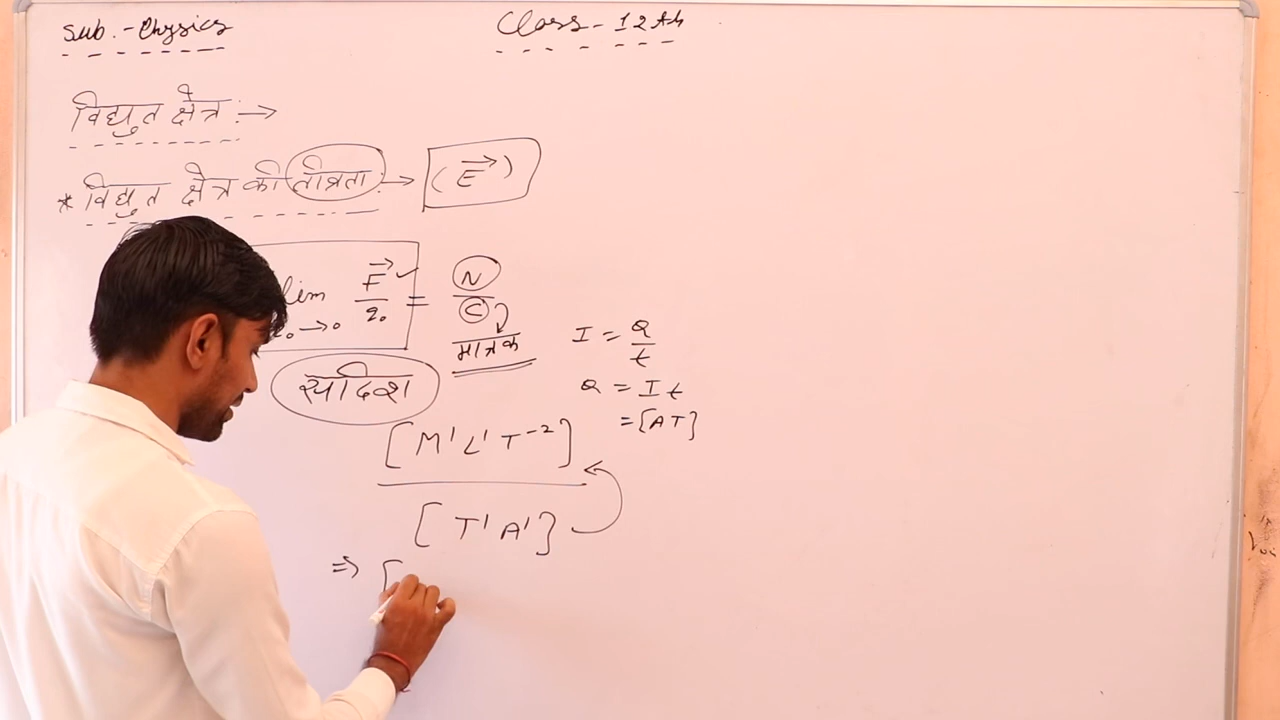 Sub.-Physics
Class-12th
विद्युत क्षेत्र :→
* विद्युत क्षेत्र की तीव्रता :→ (E→)
lim F→/q₀ = N/C
q₀→0
मात्रक
I = Q/t
सदिश
Q = It
= [AT]
[M¹L¹T⁻²]
[T¹A¹]
⇒ [